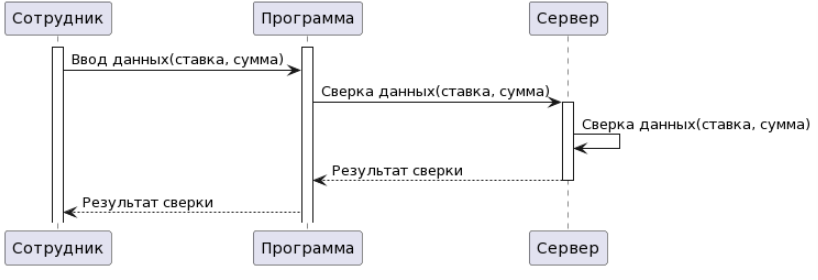 Сотрудник
Программа
Сервер
Ввод данных(ставка, сумма)
Сверка данных(ставка, сумма)
Сверка данных(ставка, сумма)
Результат сверки
Результат сверки
Сотрудник
Программа
Сервер